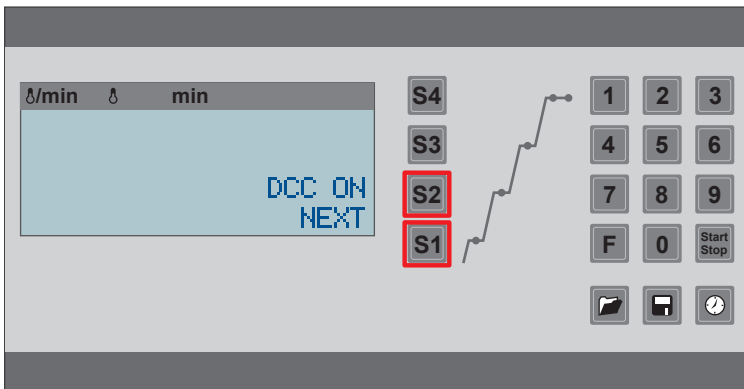 🌡/min 🌡 min
DCC ON
NEXT
S4
S3
S2
S1
1 2 3
4 5 6
7 8 9
F 0 Start
Stop